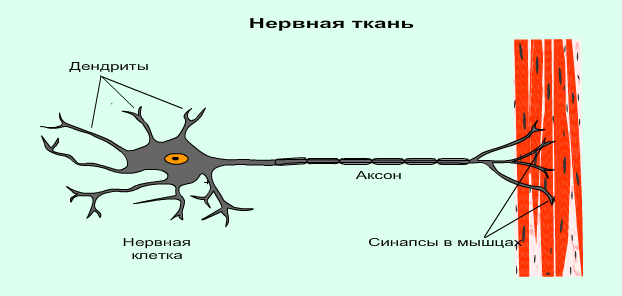 Нервная ткань
Дендриты
Аксон
Нервная
клетка
Синапсы в мышцах